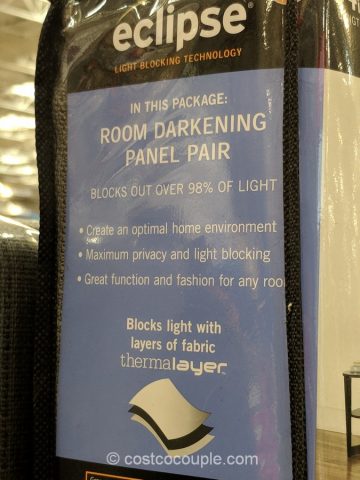 eclipse®
LIGHT BLOCKING TECHNOLOGY
IN THIS PACKAGE:
ROOM DARKENING
PANEL PAIR
BLOCKS OUT OVER 98% OF LIGHT
• Create an optimal home environment
• Maximum privacy and light blocking
• Great function and fashion for any roo
Blocks light with
layers of fabric
thermalayer
© costcocouple.com